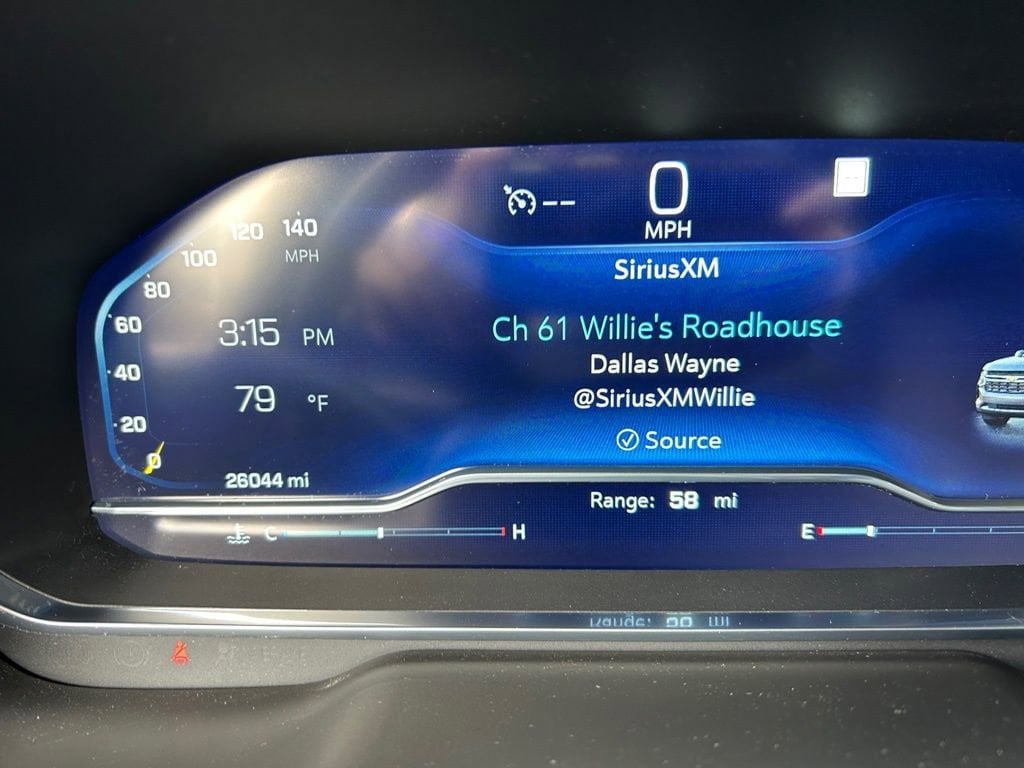 -- 0
MPH
-- 
SiriusXM
Ch 61 Willie's Roadhouse
Dallas Wayne
@SiriusXMWillie
Source
140
120
MPH
100
80
60
40
20
0
3:15 PM
79 °F
26044 mi
Range: 58 mi
C H
E